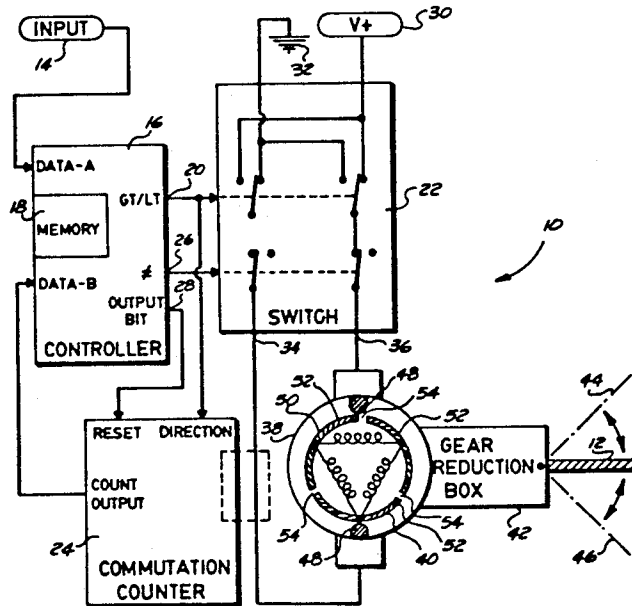 INPUT
14
V+
30
32
16
DATA-A
20
GT/LT
22
18
MEMORY
26
≠
10
DATA-B
28
OUTPUT
BIT
SWITCH
CONTROLLER
34
36
52
48
54
44
50
52
12
RESET
DIRECTION
38
GEAR
REDUCTION
BOX
COUNT
OUTPUT
54
54
24
48
40
52
42
46
COMMUTATION
COUNTER